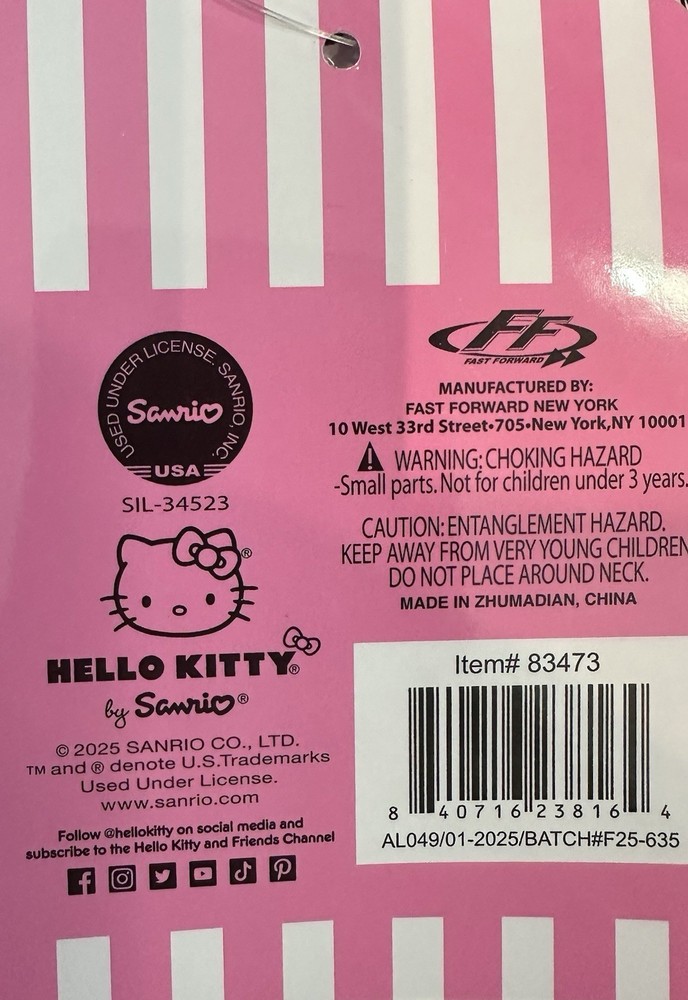 USED UNDER LICENSE. SANRIO, INC.
Sanrio
USA
SIL-34523
®
HELLO KITTY®
by Sanrio®
© 2025 SANRIO CO., LTD.
TM and ® denote U.S.Trademarks
Used Under License.
www.sanrio.com
Follow @hellokitty on social media and
subscribe to the Hello Kitty and Friends Channel
FF
FAST FORWARD
MANUFACTURED BY:
FAST FORWARD NEW YORK
10 West 33rd Street•705•New York,NY 10001
WARNING: CHOKING HAZARD
-Small parts. Not for children under 3 years.
CAUTION: ENTANGLEMENT HAZARD.
KEEP AWAY FROM VERY YOUNG CHILDREN
DO NOT PLACE AROUND NECK.
MADE IN ZHUMADIAN, CHINA
Item# 83473
8 40716 23816 4
AL049/01-2025/BATCH#F25-635